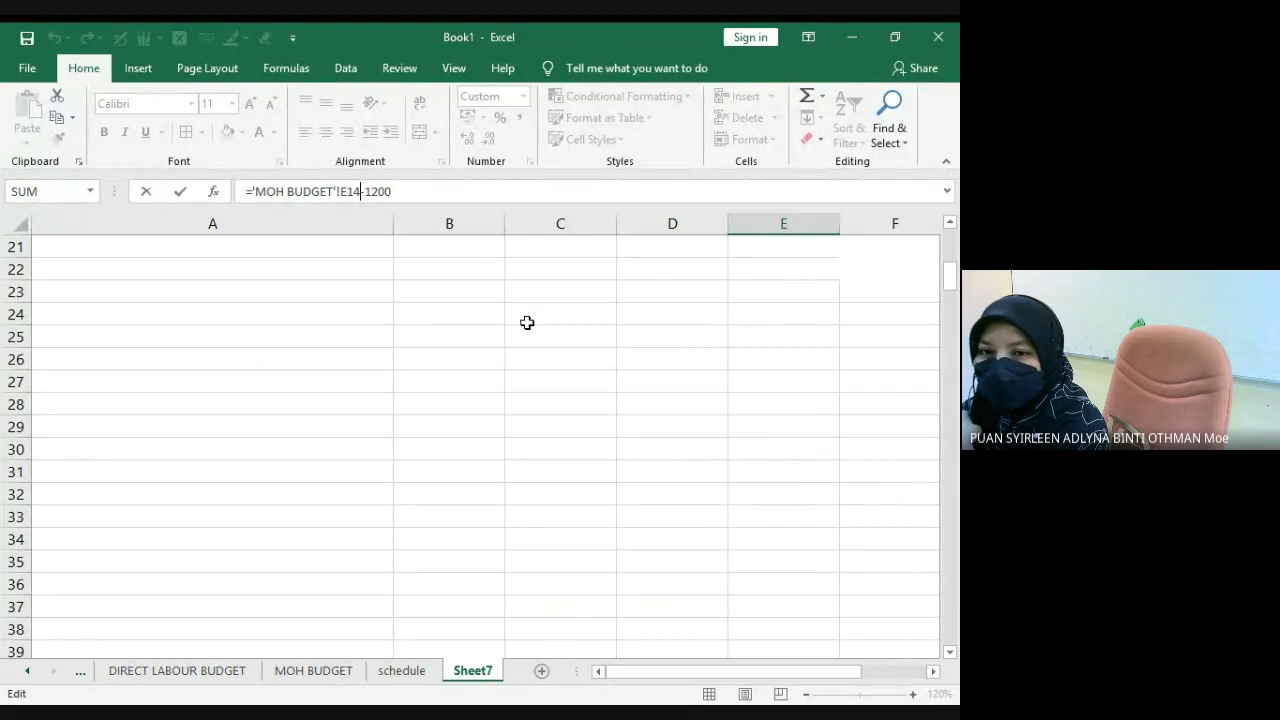 Book1 - Excel
Sign in
File Home Insert Page Layout Formulas Data Review View Help Tell me what you want to do Share
Paste
Calibri 11
B I U
Custom
Conditional Formatting
Format as Table
Cell Styles
Insert
Delete
Format
Sort & Filter
Find & Select
Clipboard Font Alignment Number Styles Cells Editing
SUM fx ='MOH BUDGET'!E14-1200
A B C D E F
21
22
23
24
25
26
27
28
29
30
31
32
33
34
35
36
37
38
39
... DIRECT LABOUR BUDGET MOH BUDGET schedule Sheet7
Edit 120%
PUAN SYIRLEEN ADLYNA BINTI OTHMAN Moe